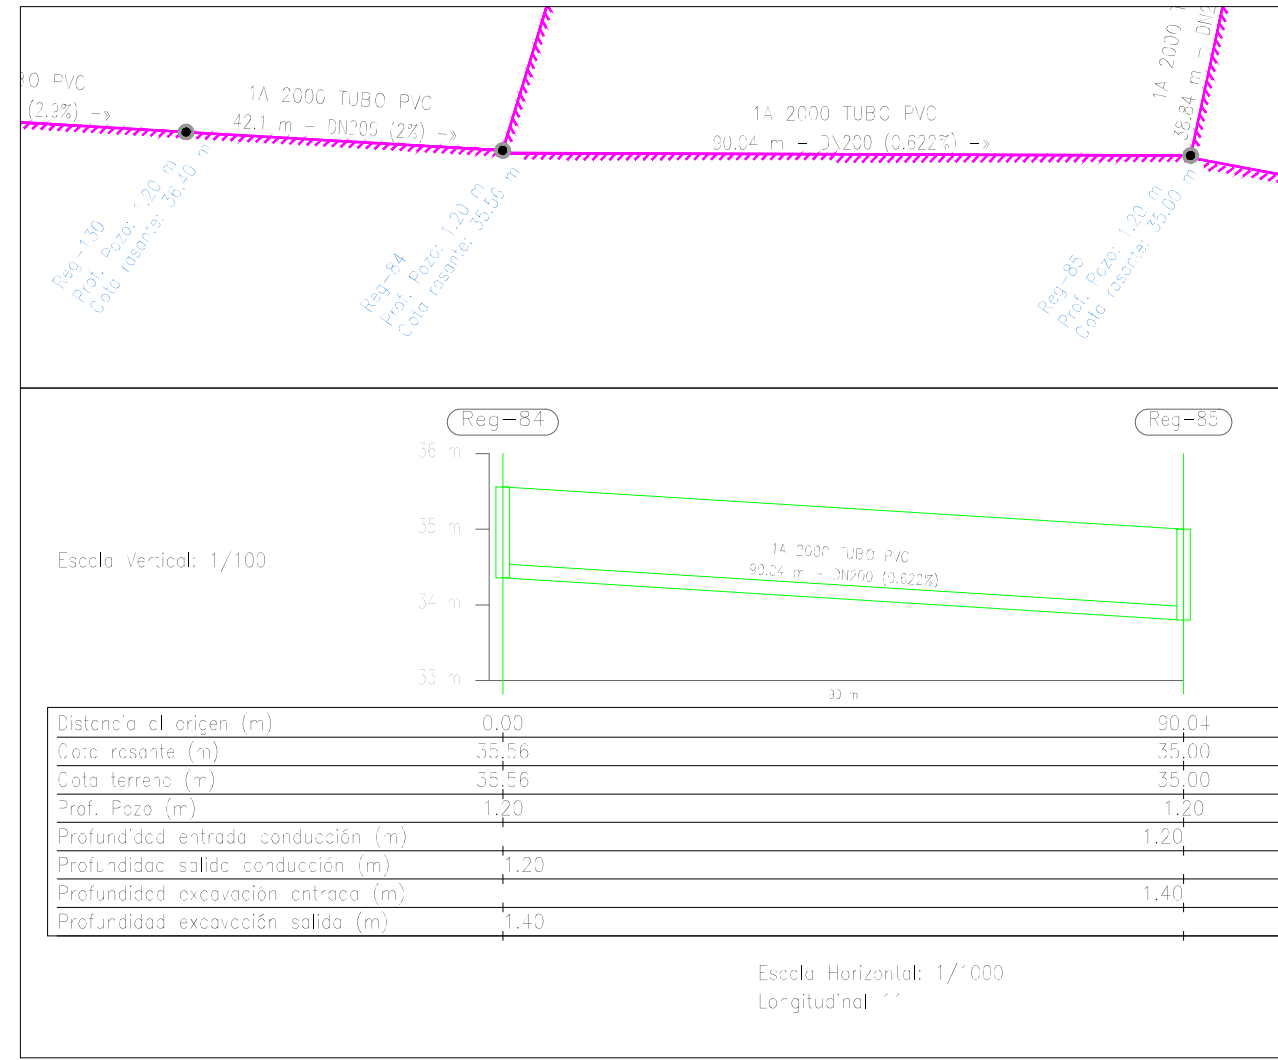 BO PVC
(2.9%) —»
1A 2000 TUBO PVC
42.1 m – DN200 (2%) —»
1A 2000 TUBO PVC
90.04 m – DN200 (0.622%) —»
1A 2000
38.84 m – DN2
Reg–130
Prof. Pozo: 1.20 m
Cota rasante: 36.40 m
Reg–84
Prof. Pozo: 1.20 m
Cota rasante: 35.56 m
Reg–85
Prof. Pozo: 1.20 m
Cota rasante: 35.00 m
Reg–84
Reg–85
36 m
35 m
Escala Vertical: 1/100
1A 2000 TUBO PVC
90.04 m – DN200 (0.622%)
34 m
33 m
90 m
Distancia al origen (m) 0.00 90.04
Cota rasante (m) 35.56 35.00
Cota terreno (m) 35.56 35.00
Prof. Pozo (m) 1.20 1.20
Profundidad entrada conducción (m) 1.20
Profundidad salida conducción (m) 1.20
Profundidad excavación entrada (m) 1.40
Profundidad excavación salida (m) 1.40
Escala Horizontal: 1/1000
Longitudinal 11